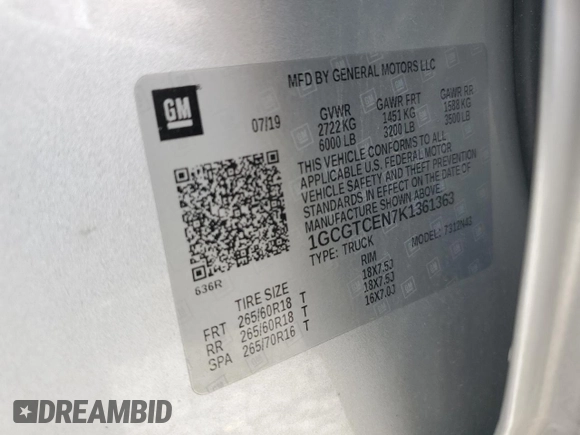 MFD BY GENERAL MOTORS LLC
GM
07/19
GVWR GAWR FRT GAWR RR
2722 KG 1451 KG 1588 KG
6000 LB 3200 LB 3500 LB
THIS VEHICLE CONFORMS TO ALL
APPLICABLE U.S. FEDERAL MOTOR
VEHICLE SAFETY AND THEFT PREVENTION
STANDARDS IN EFFECT ON THE DATE OF
MANUFACTURE SHOWN ABOVE.
1GCGTCEN7K1361363
TYPE: TRUCK MODEL:
636R
TIRE SIZE RIM
FRT 265/60R18 T 18X7.5J
RR 265/60R18 T 18X7.5J
SPA 265/70R16 T 16X7.0J
DREAMBID